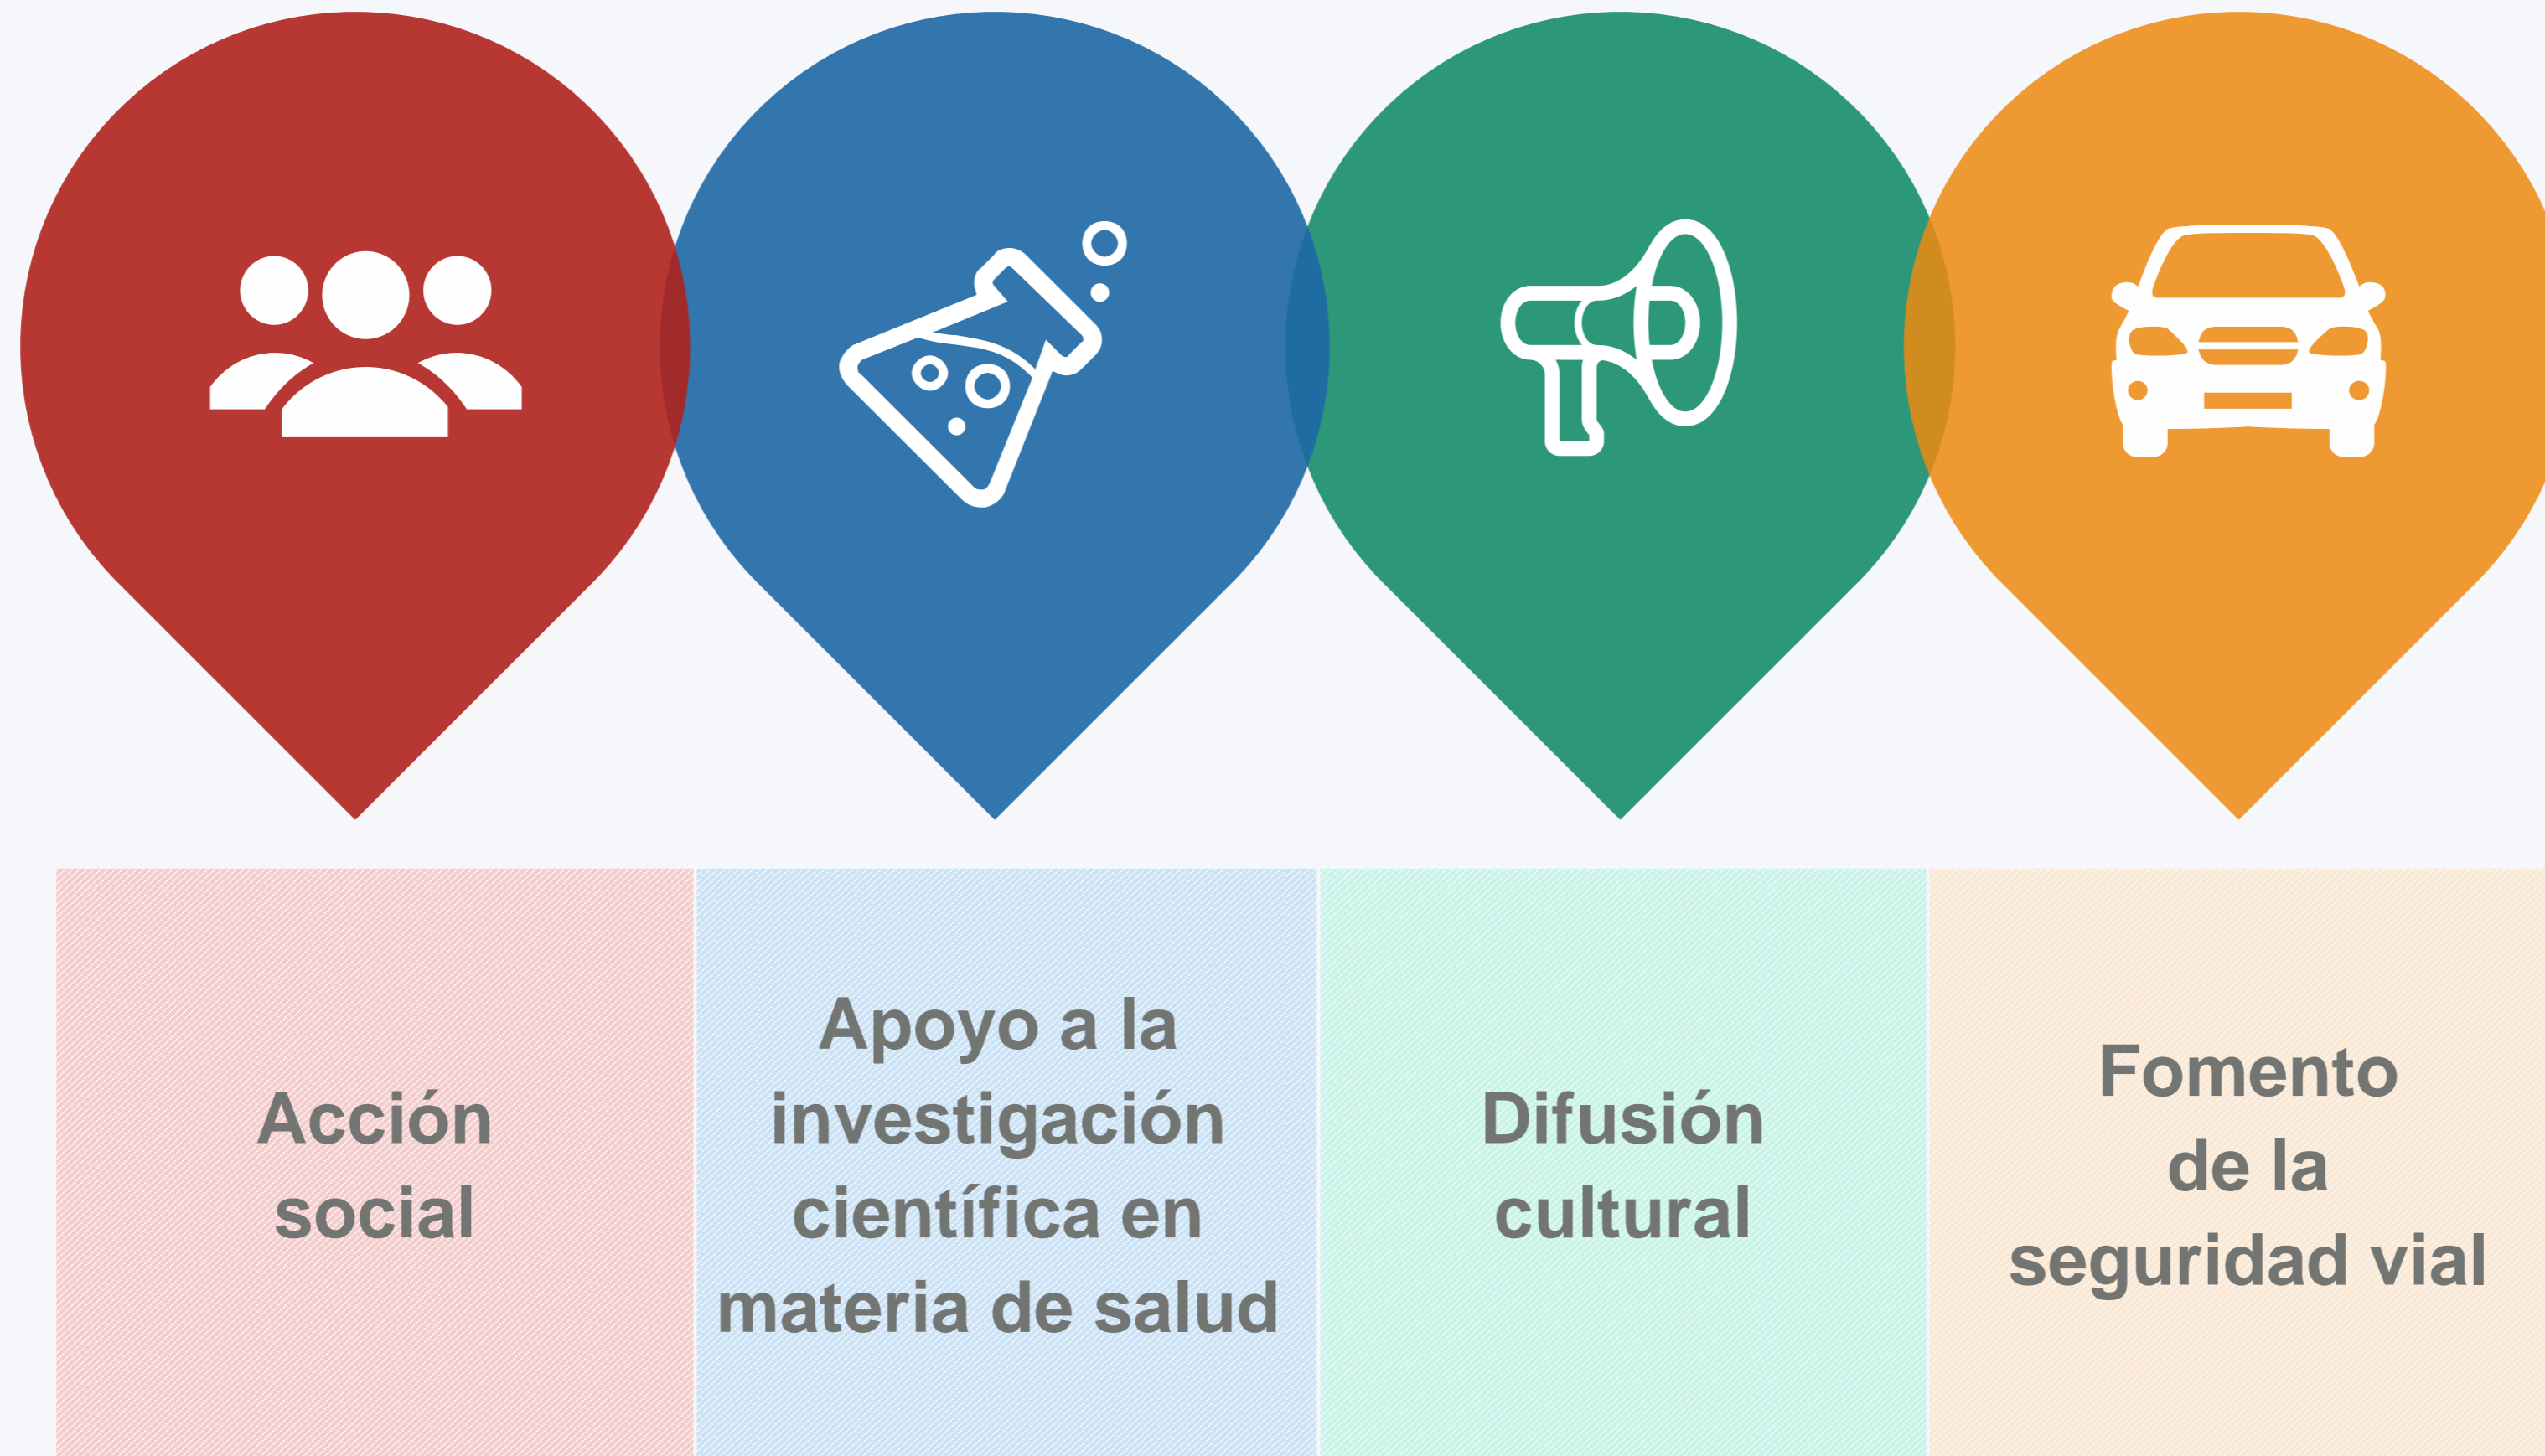 Acción
social
Apoyo a la
investigación
científica en
materia de salud
Difusión
cultural
Fomento
de la
seguridad vial